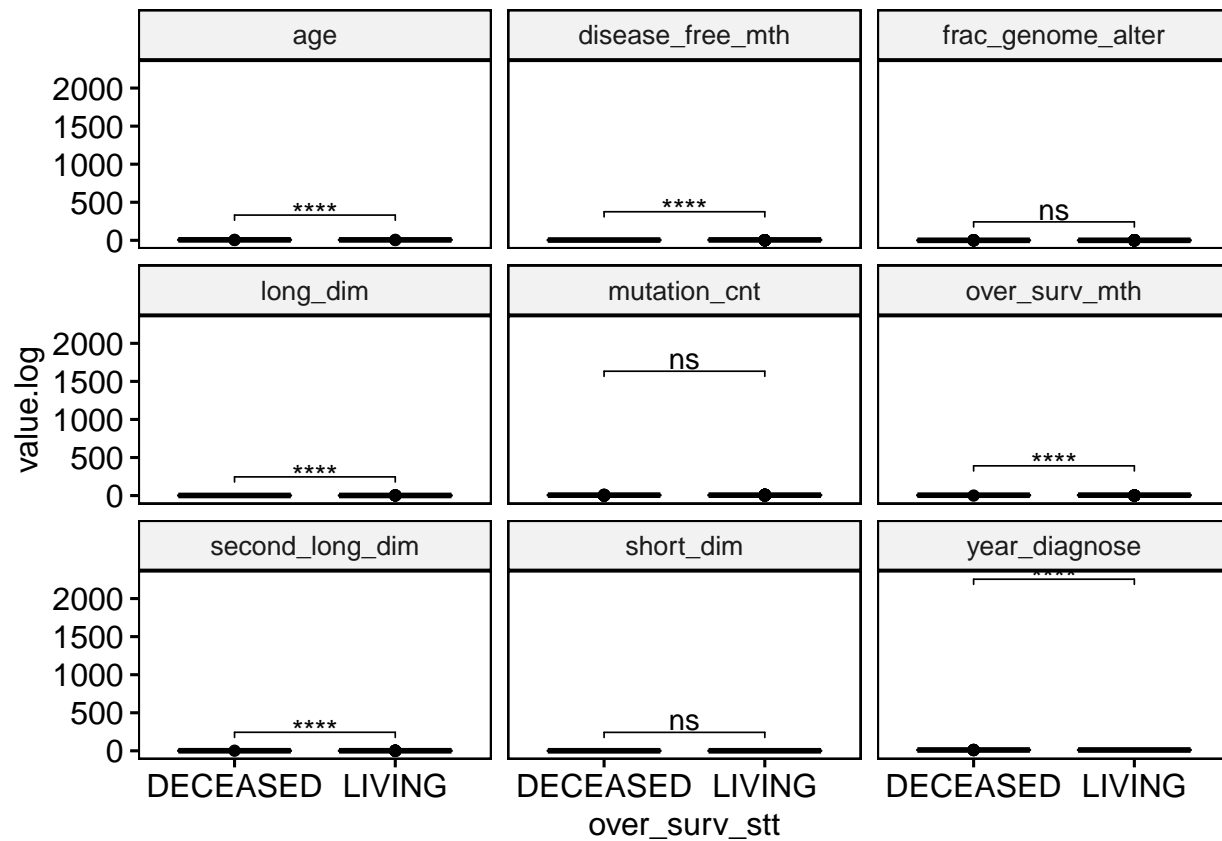 age disease_free_mth frac_genome_alter
2000
1500
1000
500
0
**** **** ns
long_dim mutation_cnt over_surv_mth
2000
1500
1000
500
0
**** ns ****
second_long_dim short_dim year_diagnose
2000
1500
1000
500
0
**** ns ****
DECEASED LIVING DECEASED LIVING DECEASED LIVING
over_surv_stt
value.log